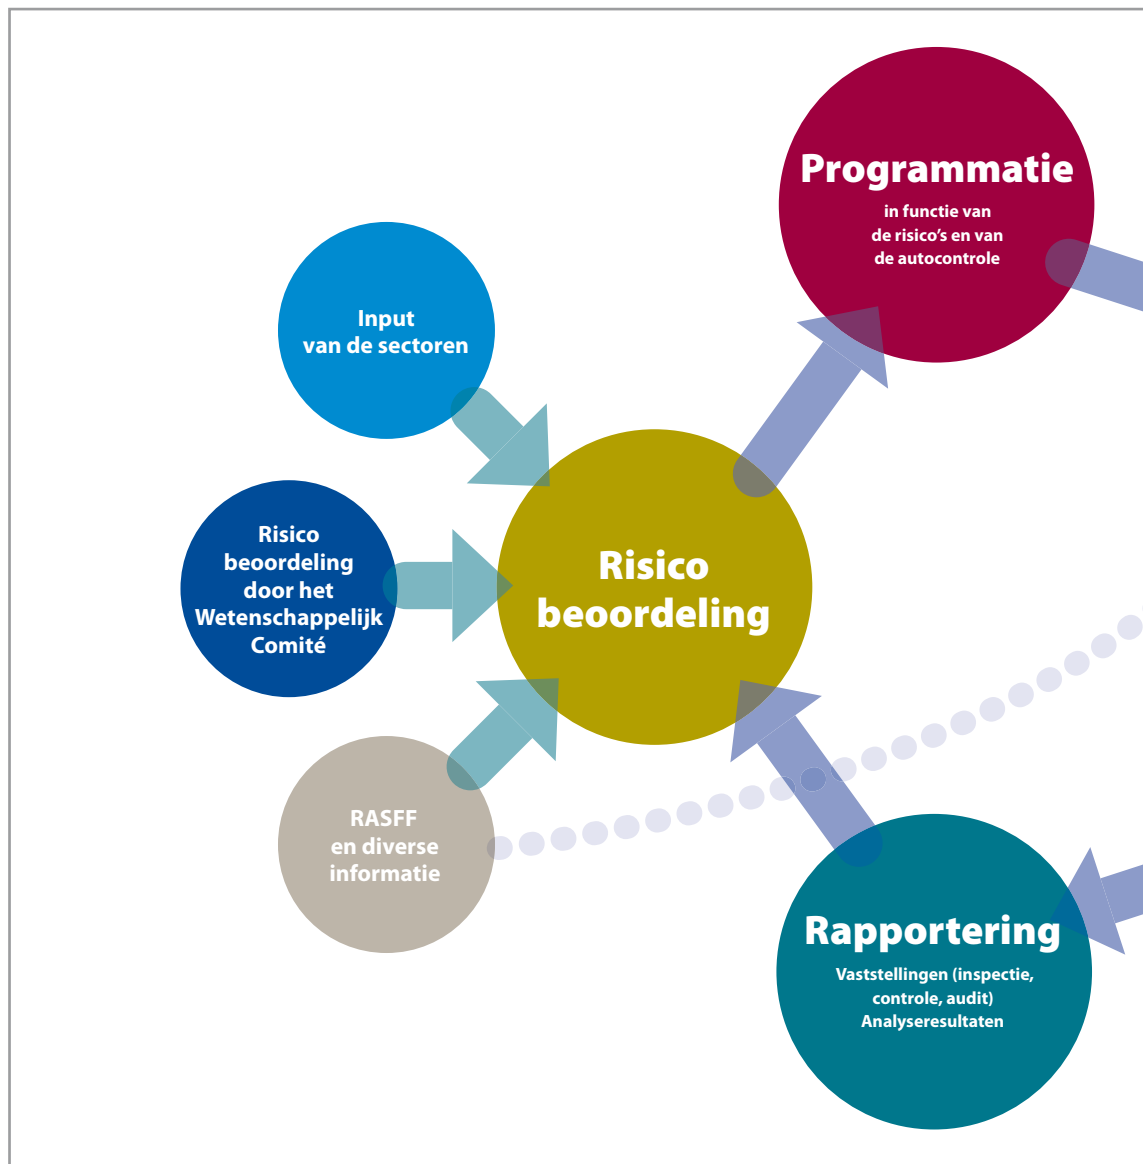 Programmatie
in functie van
de risico’s en van
de autocontrole
Input
van de sectoren
Risico
beoordeling
door het
Wetenschappelijk
Comité
Risico
beoordeling
RASFF
en diverse
informatie
Rapportering
Vaststellingen (inspectie,
controle, audit)
Analyseresultaten